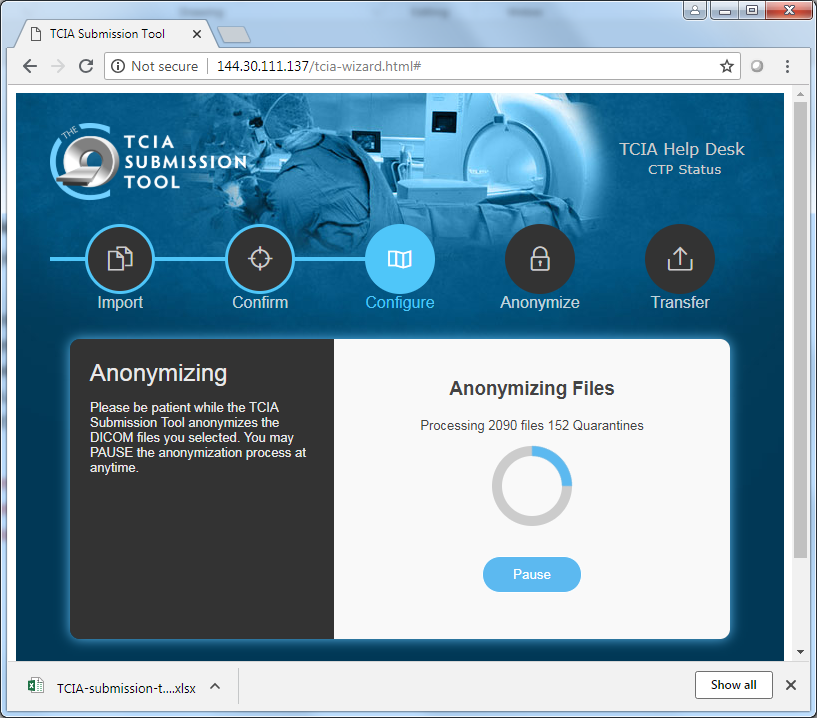 TCIA Submission Tool
Not secure
144.30.111.137/tcia-wizard.html#
THE
TCIA
SUBMISSION
TOOL
TCIA Help Desk
CTP Status
Import
Confirm
Configure
Anonymize
Transfer
Anonymizing
Please be patient while the TCIA
Submission Tool anonymizes the
DICOM files you selected. You may
PAUSE the anonymization process at
anytime.
Anonymizing Files
Processing 2090 files 152 Quarantines
Pause
TCIA-submission-t....xlsx
Show all